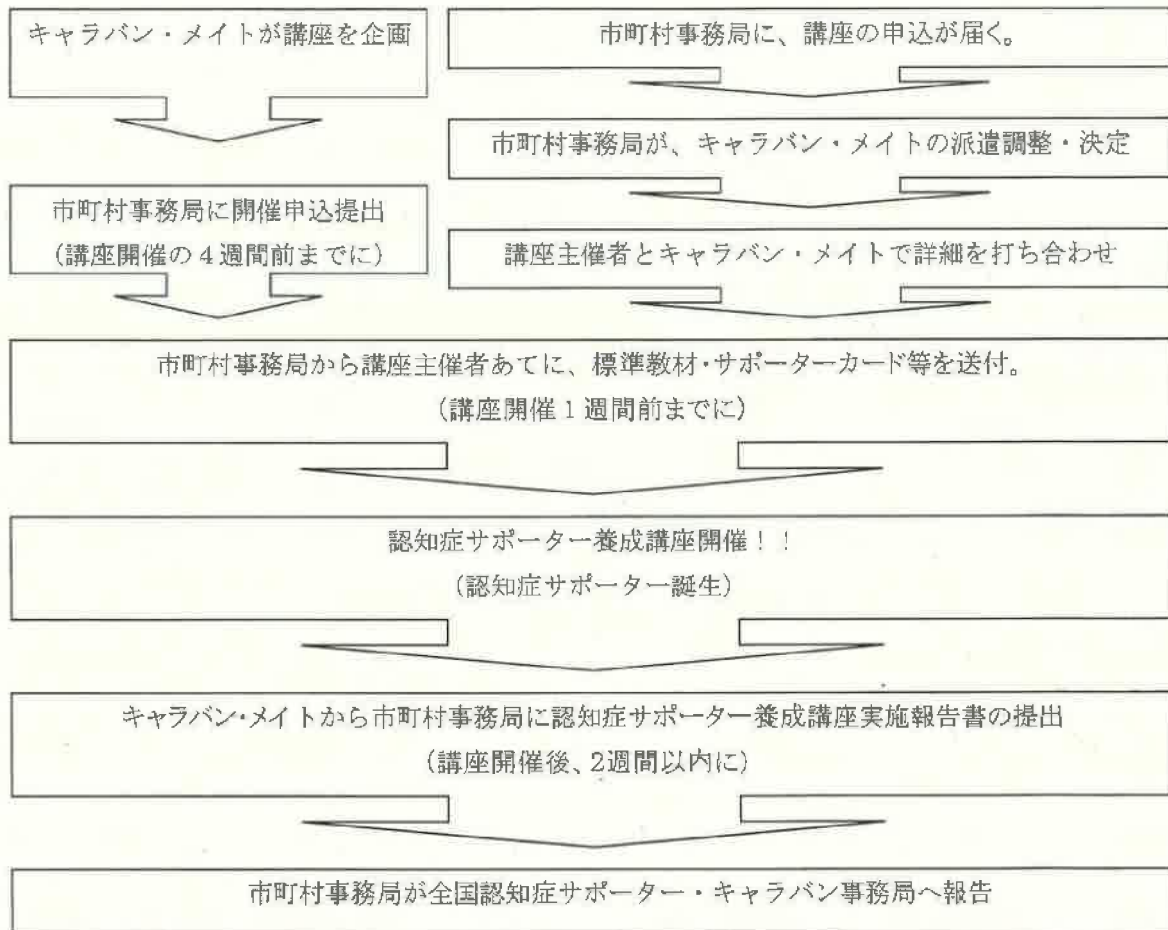 キャラバン・メイトが講座を企画
市町村事務局に開催申込提出
(講座開催の4週間前までに)
市町村事務局に、講座の申込が届く。
市町村事務局が、キャラバン・メイトの派遣調整・決定
講座主催者とキャラバン・メイトで詳細を打ち合わせ
市町村事務局から講座主催者あてに、標準教材・サポーターカード等を送付。
(講座開催1週間前までに)
認知症サポーター養成講座開催！！
(認知症サポーター誕生)
キャラバン・メイトから市町村事務局に認知症サポーター養成講座実施報告書の提出
(講座開催後、2週間以内に)
市町村事務局が全国認知症サポーター・キャラバン事務局へ報告